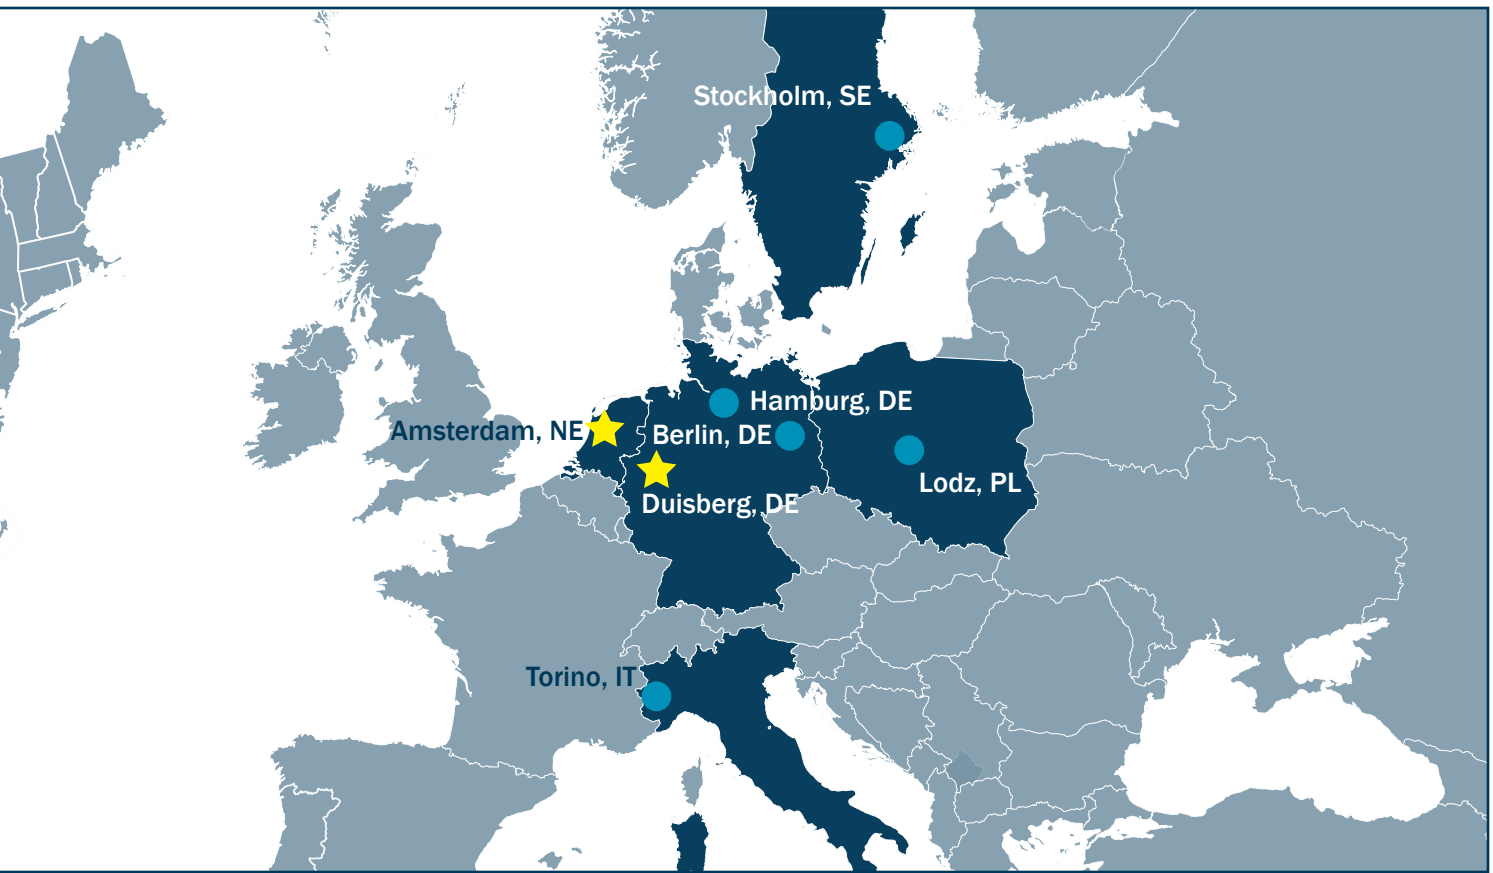 Stockholm, SE
Hamburg, DE
Amsterdam, NE
Berlin, DE
Lodz, PL
Duisberg, DE
Torino, IT